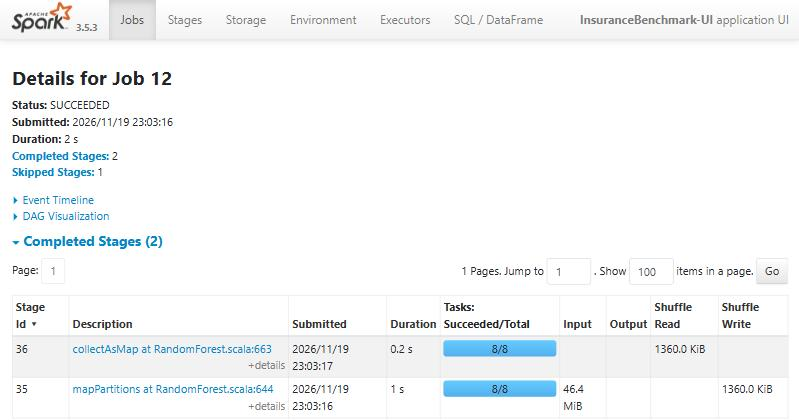 APACHE
Spark 3.5.3 Jobs Stages Storage Environment Executors SQL / DataFrame InsuranceBenchmark-UI application UI
Details for Job 12
Status: SUCCEEDED
Submitted: 2026/11/19 23:03:16
Duration: 2 s
Completed Stages: 2
Skipped Stages: 1
Event Timeline
DAG Visualization
Completed Stages (2)
Page: 1 1 Pages. Jump to 1 . Show 100 items in a page. Go
Stage Id ▾ Description Submitted Duration Tasks: Succeeded/Total Input Output Shuffle Read Shuffle Write
36 collectAsMap at RandomForest.scala:663 2026/11/19 0.2 s 8/8 1360.0 KiB
+details 23:03:17
35 mapPartitions at RandomForest.scala:644 2026/11/19 1 s 8/8 46.4 1360.0 KiB
+details 23:03:16 MiB